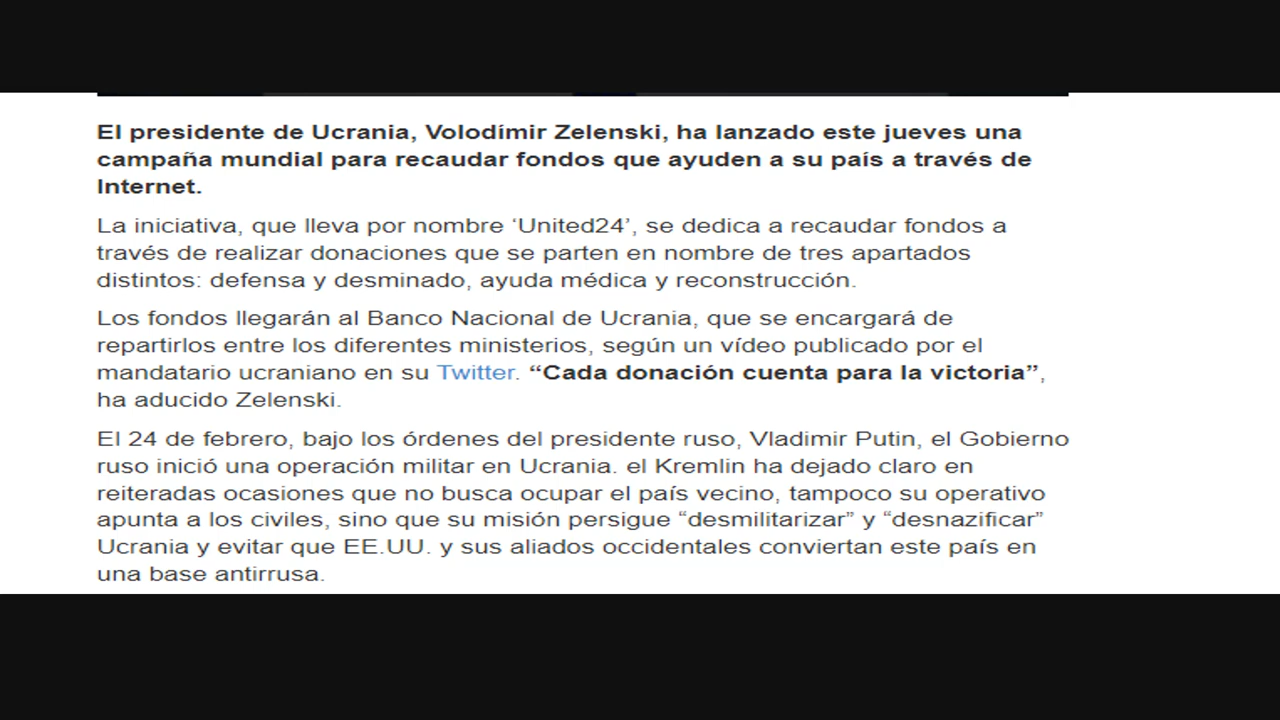 El presidente de Ucrania, Volodímir Zelenski, ha lanzado este jueves una
campaña mundial para recaudar fondos que ayuden a su país a través de
Internet.
La iniciativa, que lleva por nombre ‘United24’, se dedica a recaudar fondos a
través de realizar donaciones que se parten en nombre de tres apartados
distintos: defensa y desminado, ayuda médica y reconstrucción.
Los fondos llegarán al Banco Nacional de Ucrania, que se encargará de
repartirlos entre los diferentes ministerios, según un vídeo publicado por el
mandatario ucraniano en su Twitter. “Cada donación cuenta para la victoria”,
ha aducido Zelenski.
El 24 de febrero, bajo los órdenes del presidente ruso, Vladimir Putin, el Gobierno
ruso inició una operación militar en Ucrania. el Kremlin ha dejado claro en
reiteradas ocasiones que no busca ocupar el país vecino, tampoco su operativo
apunta a los civiles, sino que su misión persigue “desmilitarizar” y “desnazificar”
Ucrania y evitar que EE.UU. y sus aliados occidentales conviertan este país en
una base antirrusa.